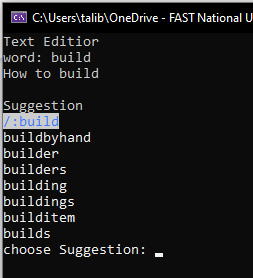 C:\Users\talib\OneDrive - FAST National U
Text Editior
word: build
How to build
Suggestion
/:build
buildbyhand
builder
builders
building
buildings
builditem
builds
choose Suggestion: